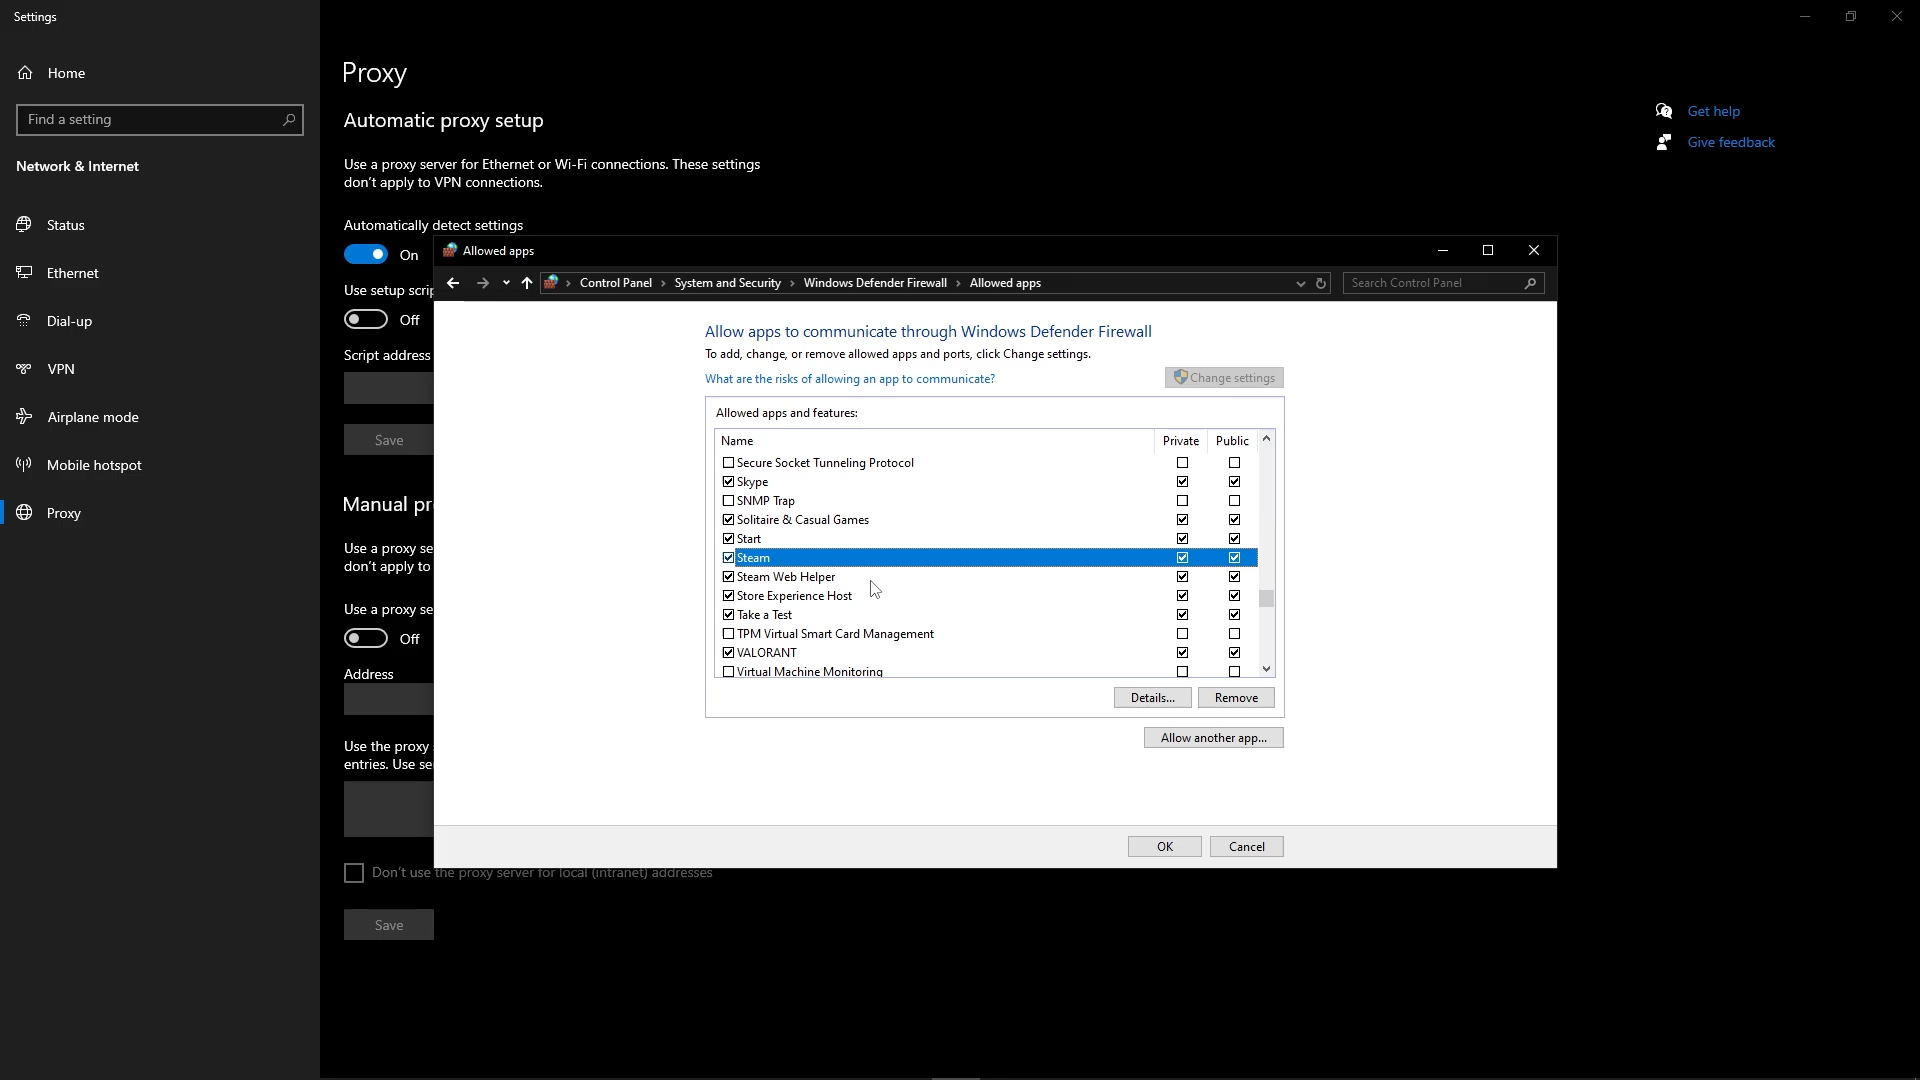 Settings
Home
Find a setting
Network & Internet
Status
Ethernet
Dial-up
VPN
Airplane mode
Mobile hotspot
Proxy
Proxy
Automatic proxy setup
Use a proxy server for Ethernet or Wi-Fi connections. These settings
don't apply to VPN connections.
Automatically detect settings
On
Use setup scrip
Off
Script address
Save
Manual pr
Use a proxy se
don't apply to
Use a proxy se
Off
Address
Use the proxy
entries. Use se
Don't use the proxy server for local (intranet) addresses
Save
Get help
Give feedback
Allowed apps
Control Panel > System and Security > Windows Defender Firewall > Allowed apps
Search Control Panel
Allow apps to communicate through Windows Defender Firewall
To add, change, or remove allowed apps and ports, click Change settings.
What are the risks of allowing an app to communicate?
Change settings
Allowed apps and features:
Name Private Public
Secure Socket Tunneling Protocol
Skype
SNMP Trap
Solitaire & Casual Games
Start
Steam
Steam Web Helper
Store Experience Host
Take a Test
TPM Virtual Smart Card Management
VALORANT
Virtual Machine Monitoring
Details... Remove
Allow another app...
OK Cancel